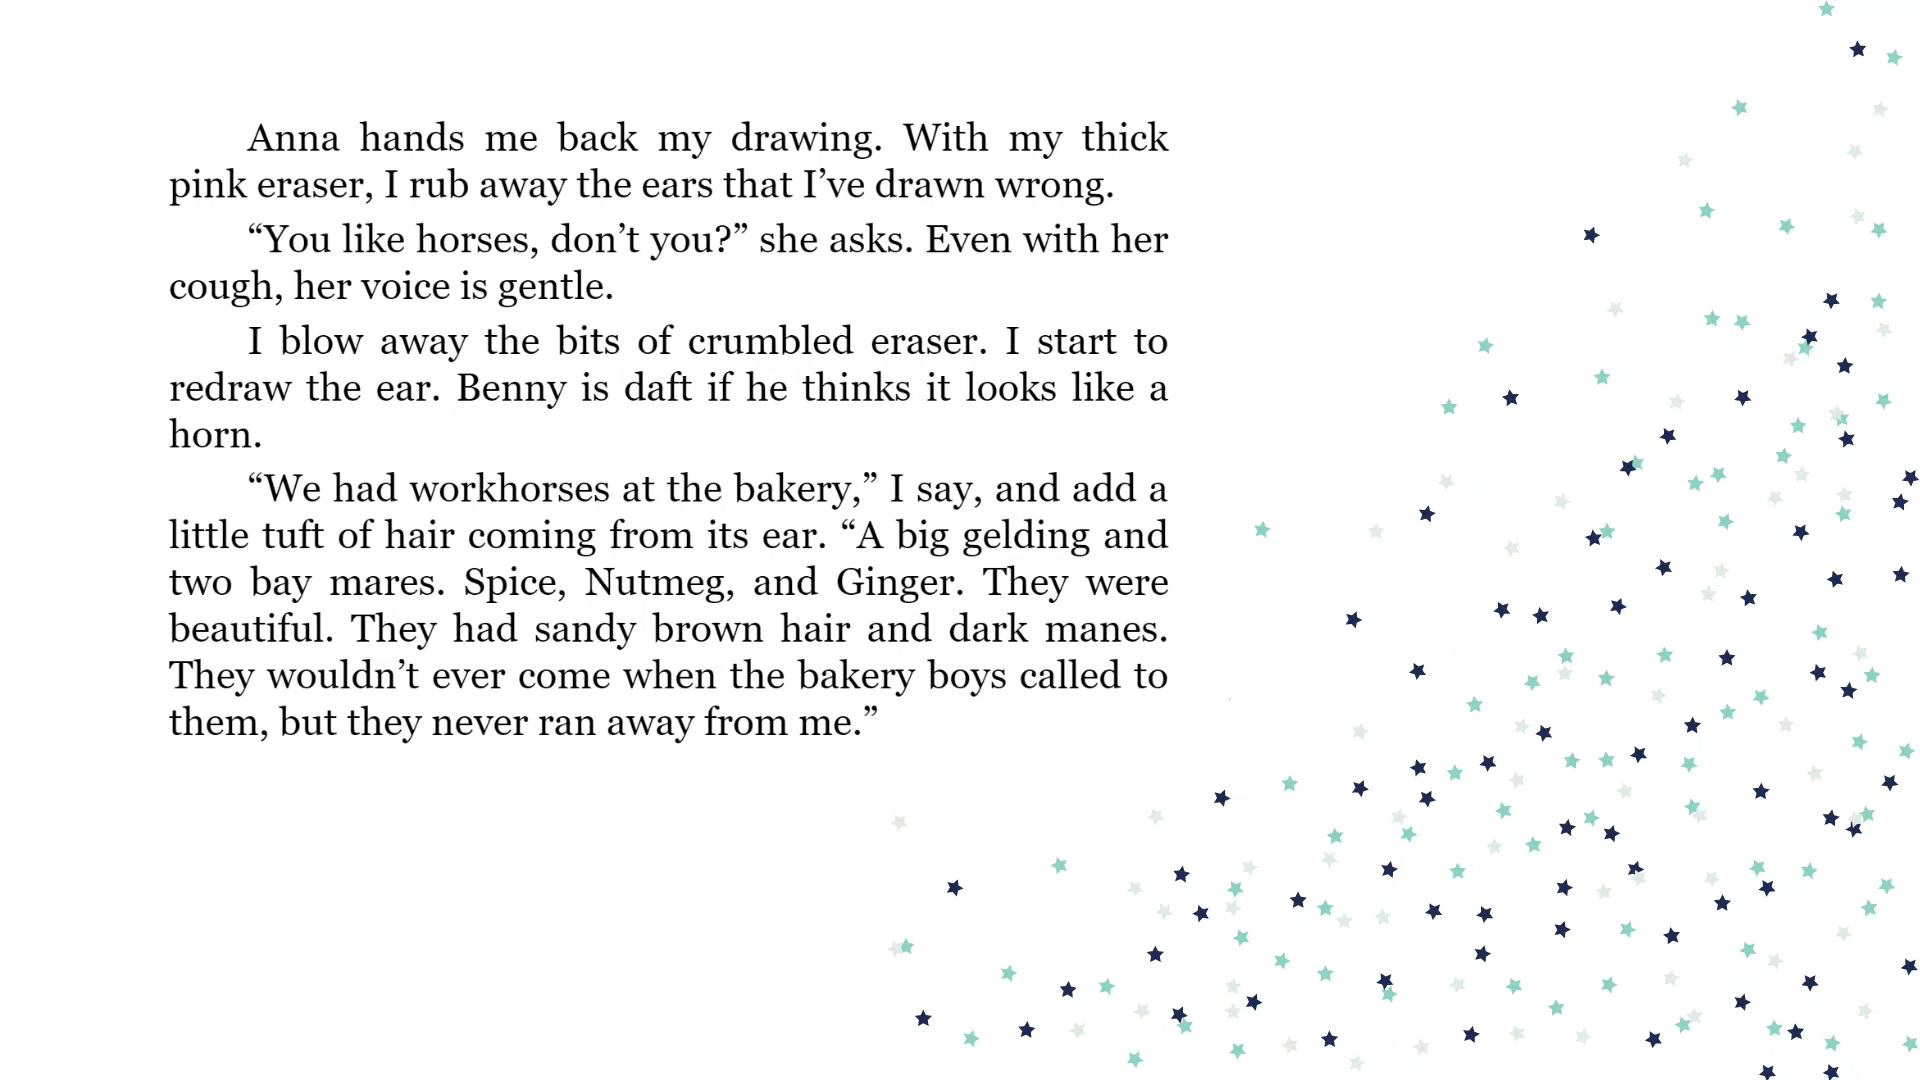 Anna hands me back my drawing. With my thick
pink eraser, I rub away the ears that I’ve drawn wrong.
“You like horses, don’t you?” she asks. Even with her
cough, her voice is gentle.
I blow away the bits of crumbled eraser. I start to
redraw the ear. Benny is daft if he thinks it looks like a
horn.
“We had workhorses at the bakery,” I say, and add a
little tuft of hair coming from its ear. “A big gelding and
two bay mares. Spice, Nutmeg, and Ginger. They were
beautiful. They had sandy brown hair and dark manes.
They wouldn’t ever come when the bakery boys called to
them, but they never ran away from me.”